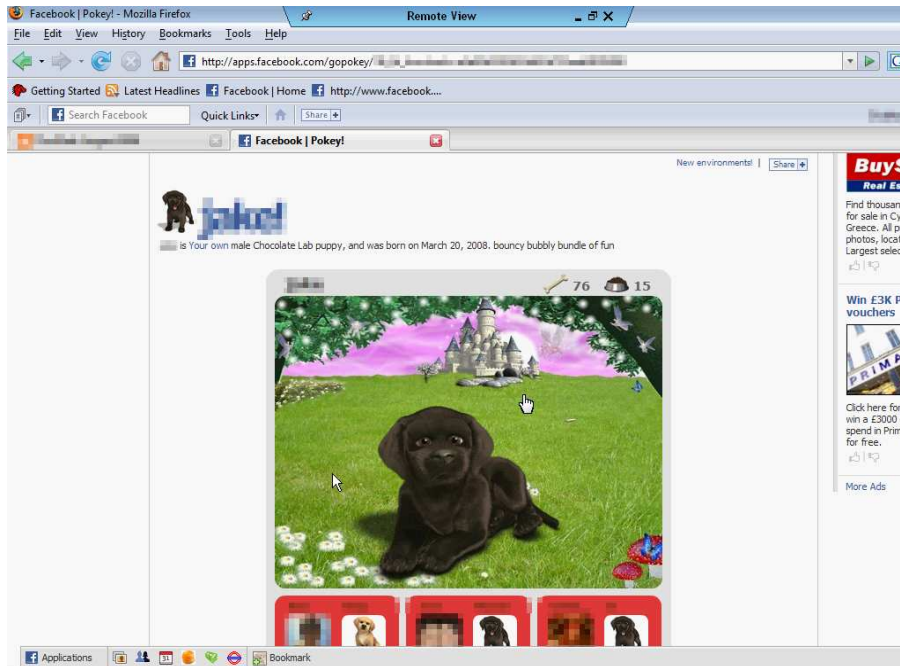 Facebook | Pokey! - Mozilla Firefox
Remote View
File Edit View History Bookmarks Tools Help
http://apps.facebook.com/gopokey/
Getting Started Latest Headlines Facebook | Home http://www.facebook....
Search Facebook Quick Links Share
Facebook | Pokey!
New environments! | Share
is Your own male Chocolate Lab puppy, and was born on March 20, 2008. bouncy bubbly bundle of fun
76 15
Real Es
Find thousan
for sale in Cy
Greece. All p
photos, locat
Largest selec
Win £3K P
vouchers
PRIMA
Click here for
win a £3000
spend in Prim
for free.
More Ads
Applications 31 Bookmark